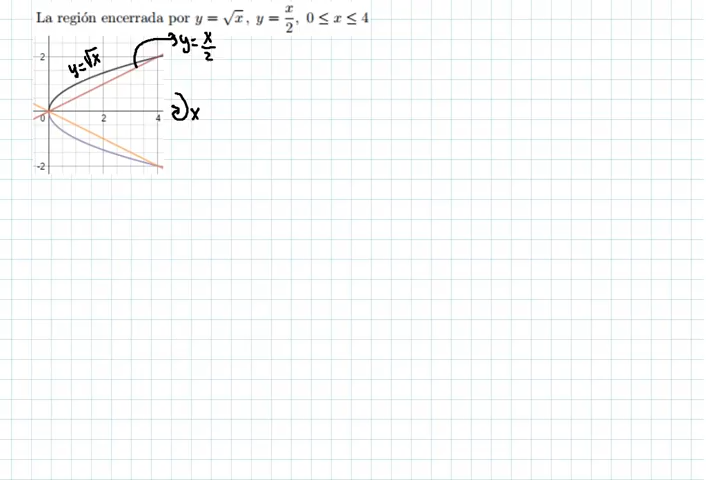 La región encerrada por y = √x, y = x/2, 0 ≤ x ≤ 4
y=√x
y=x/2
2
x
0
2
4
-2